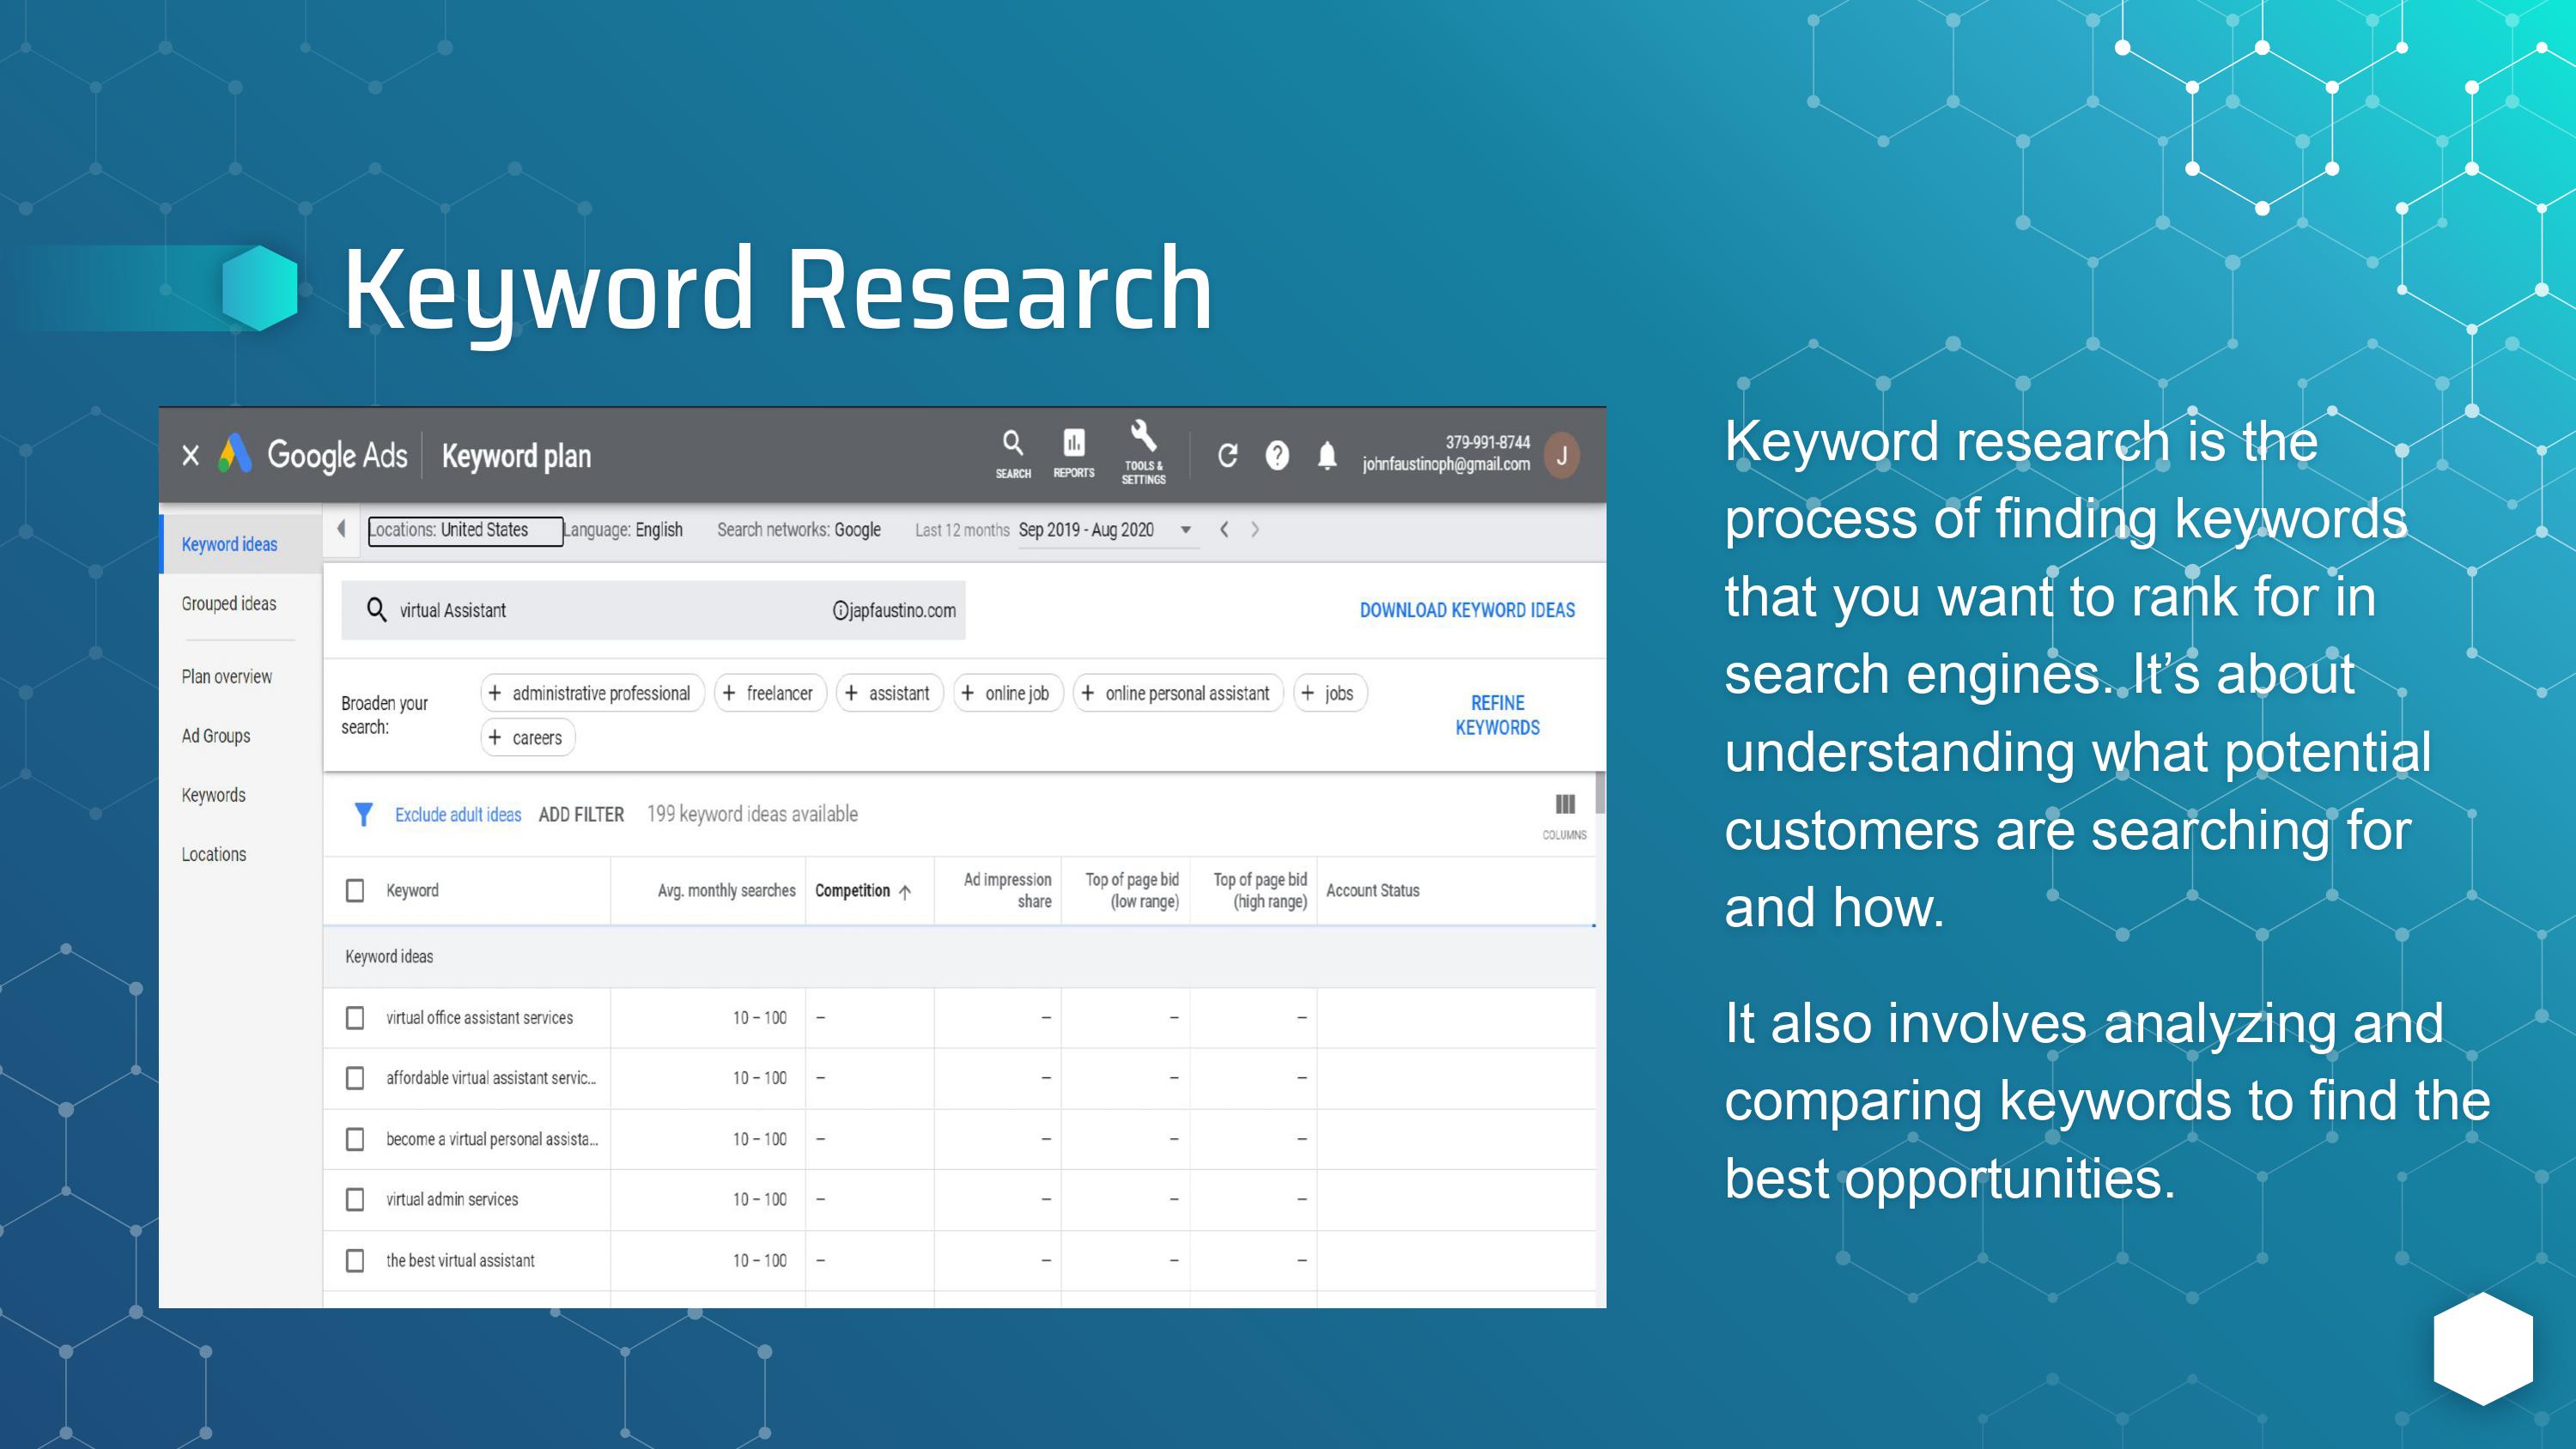 Keyword Research
Google Ads
Keyword plan
SEARCH
REPORTS
TOOLS &
SETTINGS
379-991-8744
johnfaustinoph@gmail.com
J
Keyword ideas
Grouped ideas
Plan overview
Ad Groups
Keywords
Locations
Locations: United States Language: English Search networks: Google Last 12 months Sep 2019 - Aug 2020
virtual Assistant japfaustino.com DOWNLOAD KEYWORD IDEAS
Broaden your
search:
+ administrative professional + freelancer + assistant + online job + online personal assistant + jobs
+ careers
REFINE
KEYWORDS
Exclude adult ideas ADD FILTER 199 keyword ideas available
COLUMNS
Keyword Avg. monthly searches Competition Ad impression share Top of page bid (low range) Top of page bid (high range) Account Status
Keyword ideas
virtual office assistant services 10 – 100 – – – –
affordable virtual assistant servic... 10 – 100 – – – –
become a virtual personal assista... 10 – 100 – – – –
virtual admin services 10 – 100 – – – –
the best virtual assistant 10 – 100 – – – –
Keyword research is the
process of finding keywords
that you want to rank for in
search engines. It’s about
understanding what potential
customers are searching for
and how.
It also involves analyzing and
comparing keywords to find the
best opportunities.